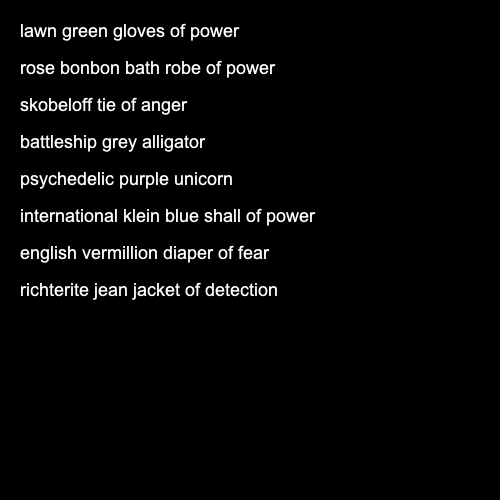 lawn green gloves of power
rose bonbon bath robe of power
skobeloff tie of anger
battleship grey alligator
psychedelic purple unicorn
international klein blue shall of power
english vermillion diaper of fear
richterite jean jacket of detection